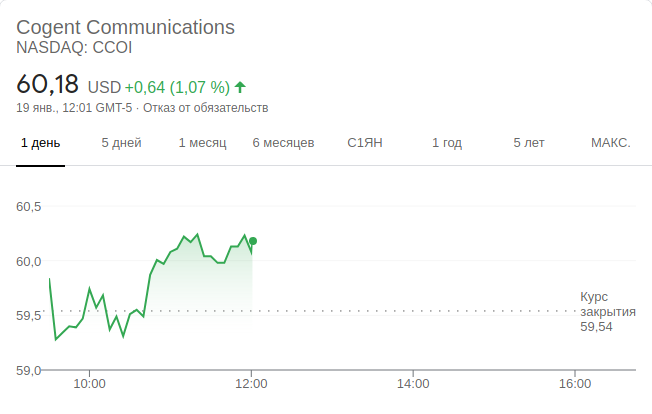 Cogent Communications
NASDAQ: CCOI
60,18 USD +0,64 (1,07 %)
19 янв., 12:01 GMT-5 · Отказ от обязательств
1 день 5 дней 1 месяц 6 месяцев С1ЯН 1 год 5 лет МАКС.
60,5
60,0
59,5
59,0
Курс
закрытия
59,54
10:00 12:00 14:00 16:00